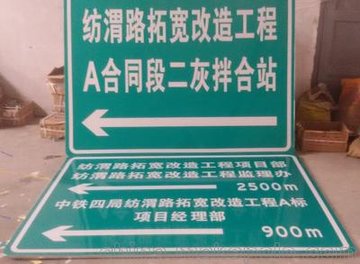 纺渭路拓宽改造工程
A合同段二灰拌合站
纺渭路拓宽改造工程项目部
纺渭路拓宽改造工程监理办
2500m
中铁四局纺渭路拓宽改造工程A标
项目经理部
900m